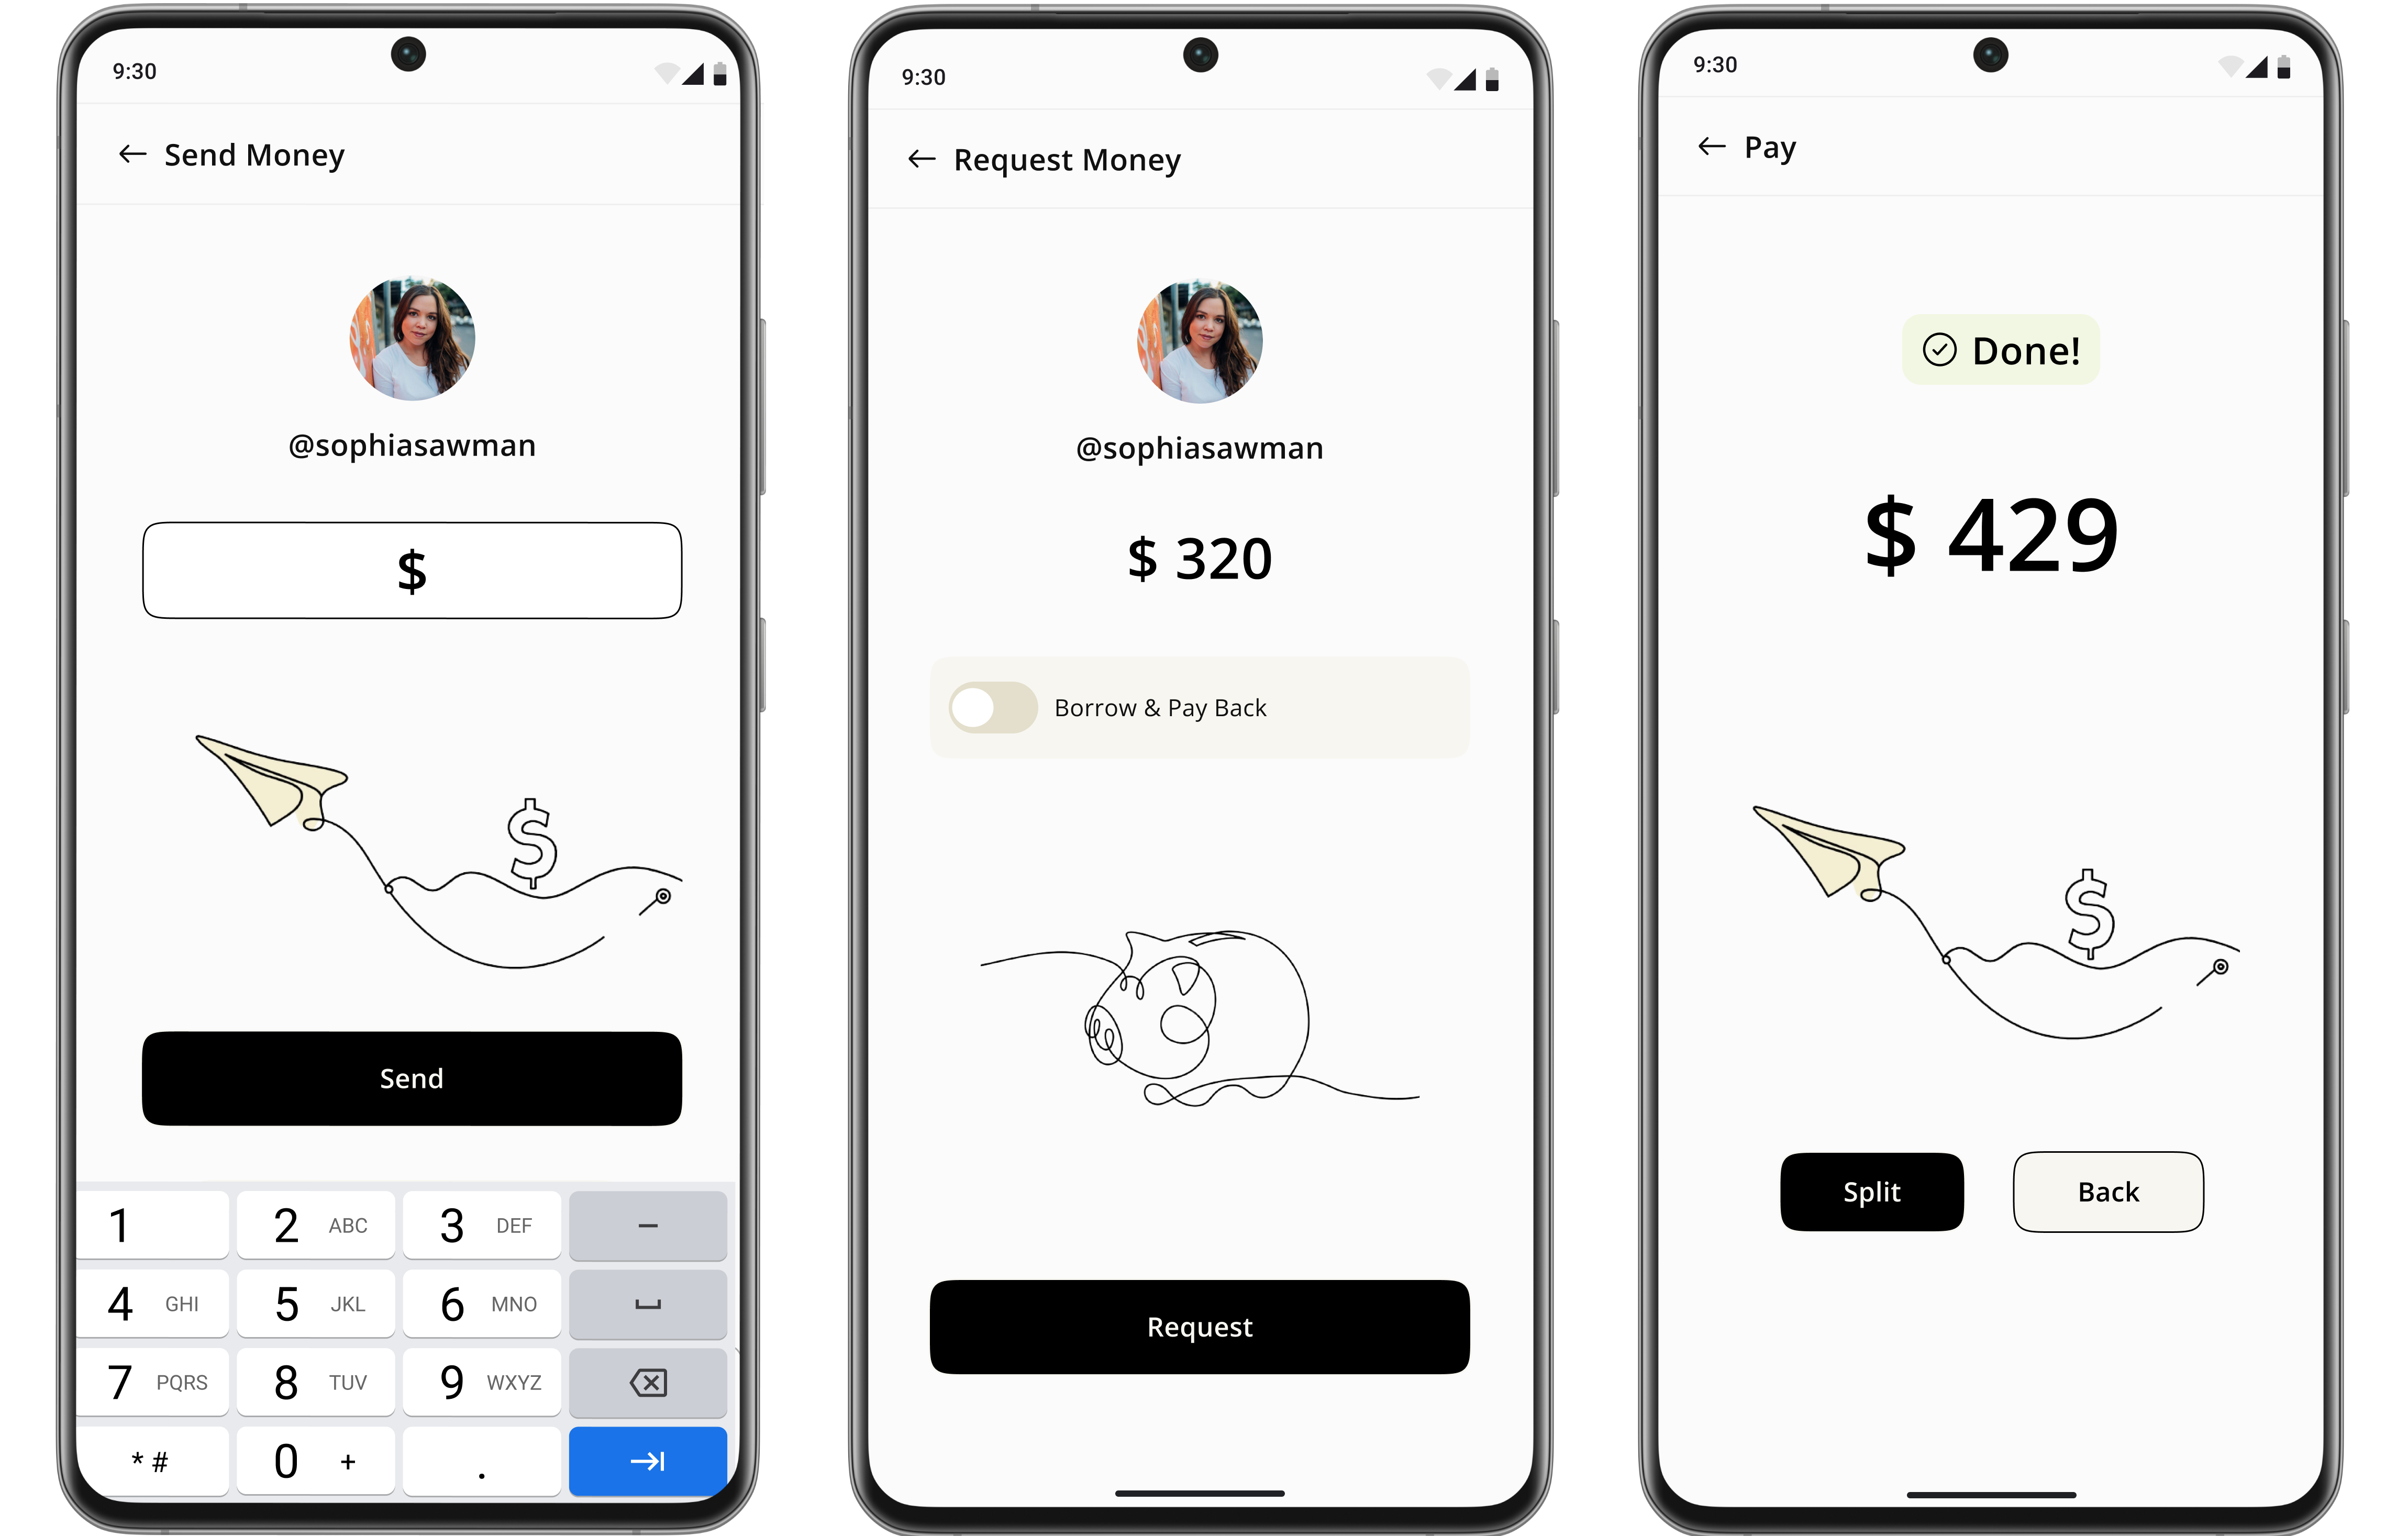 9:30
Send Money
@sophiasawman
$
$
Send
1
2 ABC
3 DEF
–
4 GHI
5 JKL
6 MNO
7 PQRS
8 TUV
9 WXYZ
* #
0 +
.
9:30
Request Money
@sophiasawman
$ 320
Borrow & Pay Back
Request
9:30
Pay
Done!
$ 429
$
Split
Back